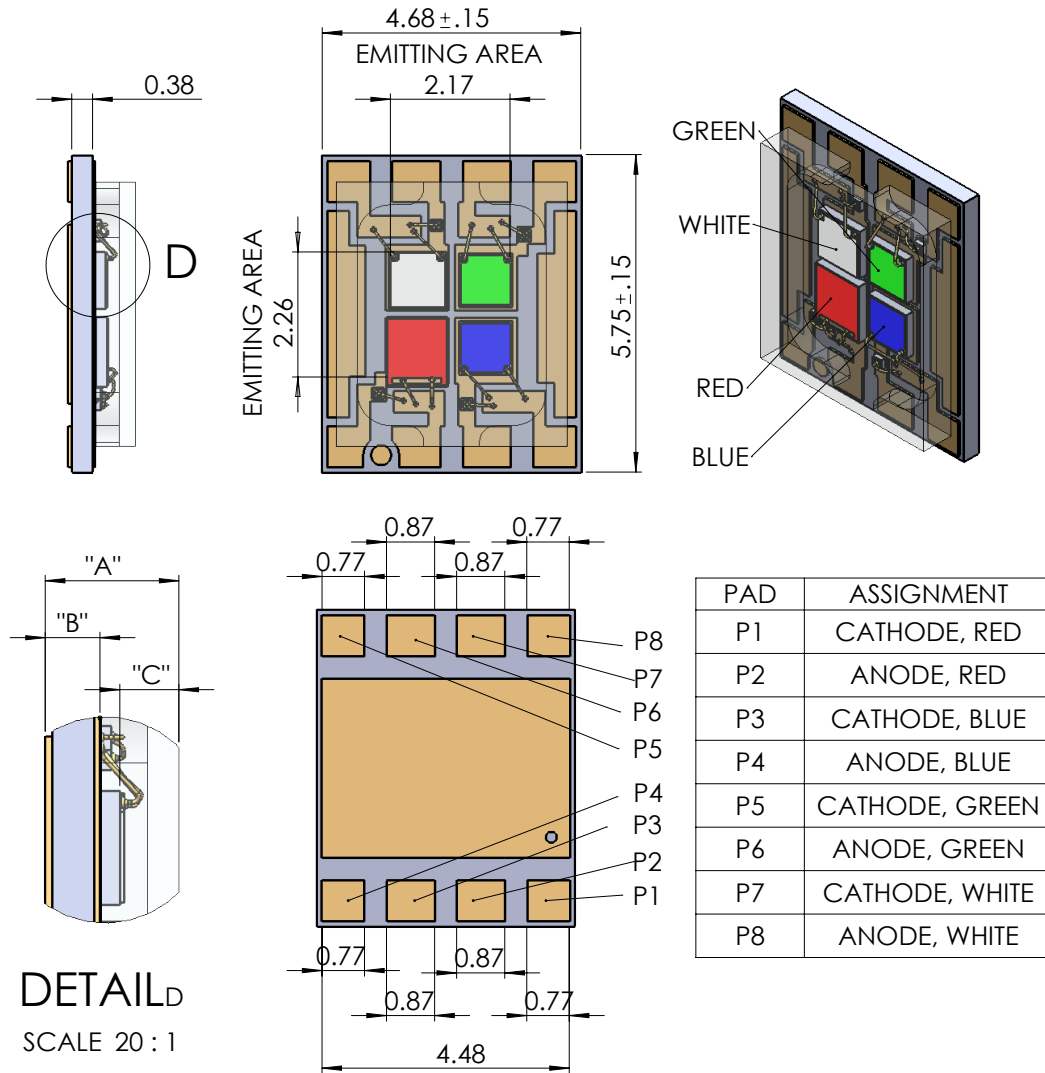 4.68±.15
EMITTING AREA
2.17
0.38
GREEN
WHITE
D
EMITTING AREA
2.26
5.75±.15
RED
BLUE
"A"
"B"
"C"
DETAIL D
SCALE 20 : 1
0.87
0.77
0.77
0.87
P8
P7
P6
P5
P4
P3
P2
P1
0.77
0.87
0.87
0.77
4.48
PAD ASSIGNMENT
P1 CATHODE, RED
P2 ANODE, RED
P3 CATHODE, BLUE
P4 ANODE, BLUE
P5 CATHODE, GREEN
P6 ANODE, GREEN
P7 CATHODE, WHITE
P8 ANODE, WHITE